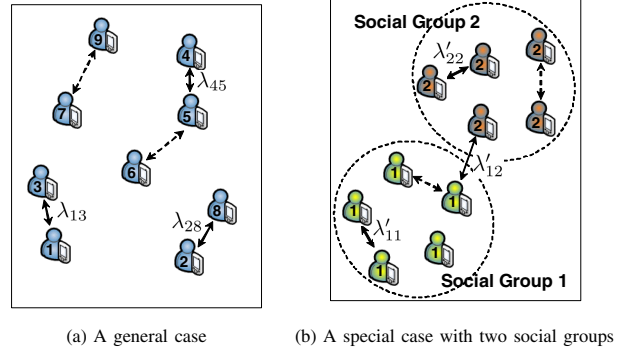 9
4
λ45
7
5
6
3
8
λ13
λ28
1
2
(a) A general case
Social Group 2
2
λ′22
2
2
2
2
2
λ′12
1
1
1
λ′11
1
1
Social Group 1
(b) A special case with two social groups